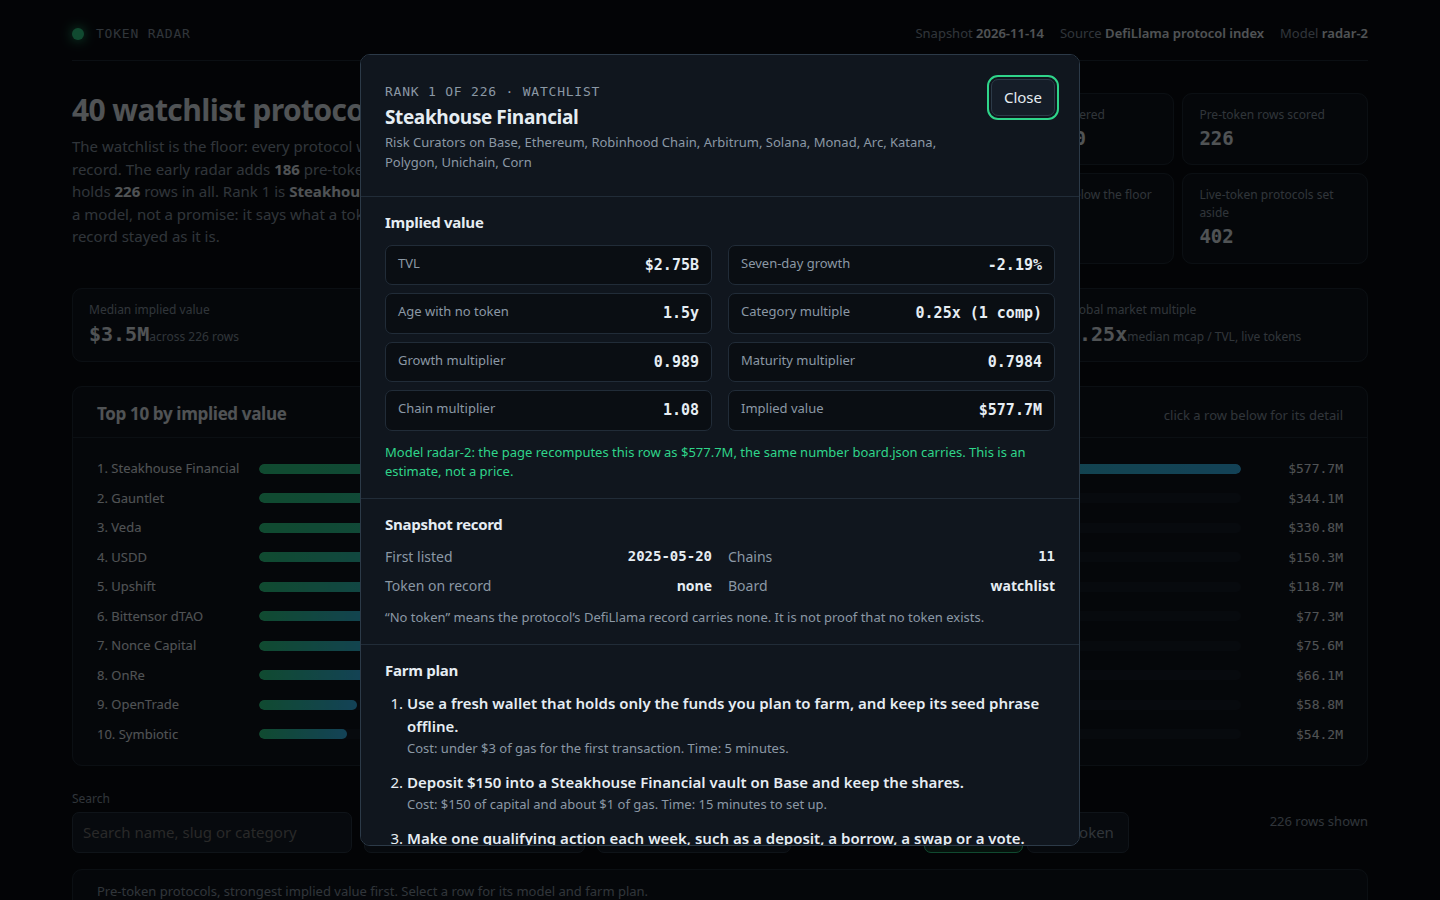 TOKEN RADAR
Snapshot 2026-11-14 Source DefiLlama protocol index Model radar-2
40 watchlist
The watchlist is the floor: every protocol
record. The early radar adds 186
holds 226 rows in all. Rank 1 is
a model, not a promise: it says what a
record stayed as it is.
Pre-token rows scored
226
the floor
Live-token protocols set
aside
402
Median implied value
$3.5M across 226 rows
market multiple
.25x median mcap / TVL, live tokens
Top 10 by implied value
click a row below for its detail
1. Steakhouse Financial $577.7M
2. Gauntlet $344.1M
3. Veda $330.8M
4. USDD $150.3M
5. Upshift $118.7M
6. Bittensor dTAO $77.3M
7. Nonce Capital $75.6M
8. OnRe $66.1M
9. OpenTrade $58.8M
10. Symbiotic $54.2M
Search
Search name, slug or category
226 rows shown
Pre-token protocols, strongest implied value first. Select a row for its model and farm plan.
RANK 1 OF 226 · WATCHLIST
Close
Steakhouse Financial
Risk Curators on Base, Ethereum, Robinhood Chain, Arbitrum, Solana, Monad, Arc, Katana,
Polygon, Unichain, Corn
Implied value
TVL $2.75B
Seven-day growth -2.19%
Age with no token 1.5y
Category multiple 0.25x (1 comp)
Growth multiplier 0.989
Maturity multiplier 0.7984
Chain multiplier 1.08
Implied value $577.7M
Model radar-2: the page recomputes this row as $577.7M, the same number board.json carries. This is an
estimate, not a price.
Snapshot record
First listed 2025-05-20
Chains 11
Token on record none
Board watchlist
“No token” means the protocol’s DefiLlama record carries none. It is not proof that no token exists.
Farm plan
1. Use a fresh wallet that holds only the funds you plan to farm, and keep its seed phrase
offline.
Cost: under $3 of gas for the first transaction. Time: 5 minutes.
2. Deposit $150 into a Steakhouse Financial vault on Base and keep the shares.
Cost: $150 of capital and about $1 of gas. Time: 15 minutes to set up.
3. Make one qualifying action each week, such as a deposit, a borrow, a swap or a vote.